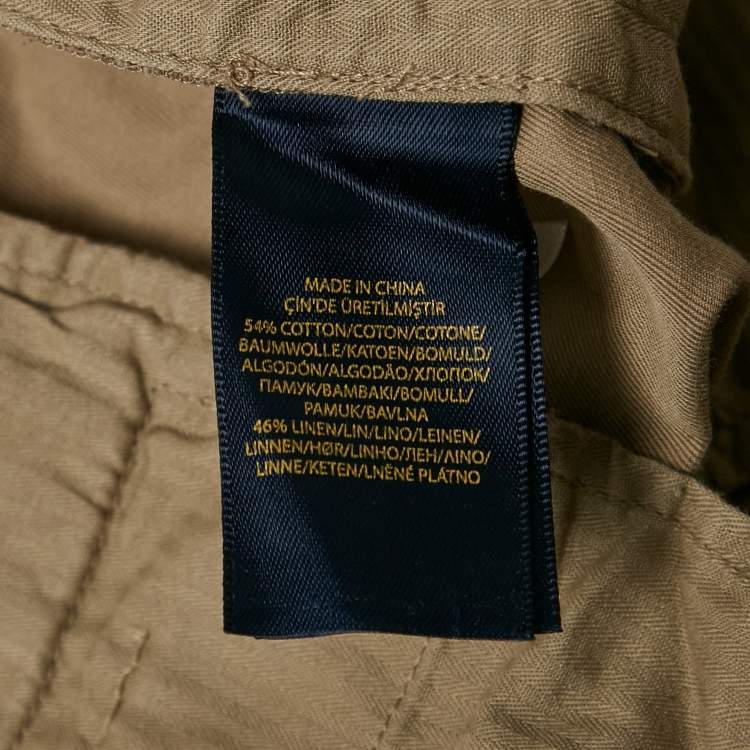 MADE IN CHINA
ÇİN'DE ÜRETİLMİŞTİR
54% COTTON/COTON/COTONE/
BAUMWOLLE/KATOEN/BOMULD/
ALGODÓN/ALGODÃO/ХЛОПОК/
ПАМУК/BAMBAKI/BOMULL/
PAMUK/BAVLNA
46% LINEN/LIN/LINO/LEINEN/
LINNEN/HØR/LINHO/ЛЕН/ΛΙΝΟ/
LINNE/KETEN/LNĚNÉ PLÁTNO